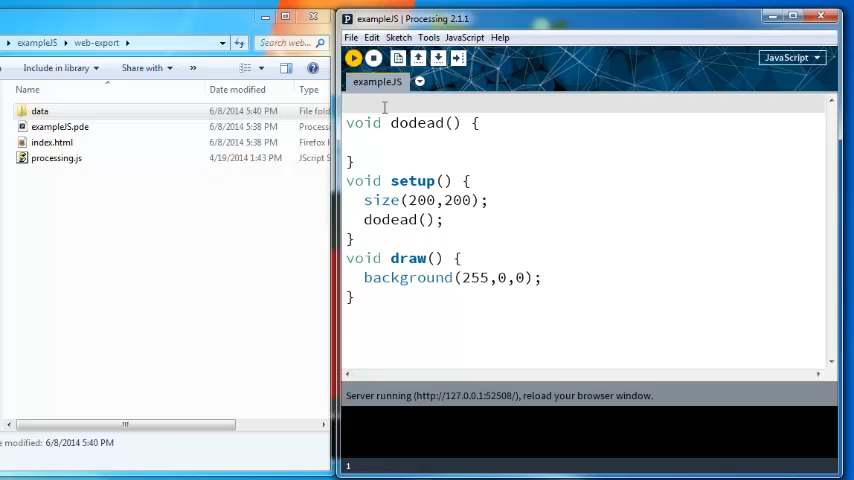 exampleJS
web-export
Search web...
Include in library
Share with
»
Name
Date modified
Type
data
6/8/2014 5:40 PM
File fold
exampleJS.pde
6/8/2014 5:38 PM
Processi
index.html
6/8/2014 5:38 PM
Firefox
processing.js
4/19/2014 1:43 PM
JScript S
e modified: 6/8/2014 5:40 PM
exampleJS | Processing 2.1.1
File Edit Sketch Tools JavaScript Help
JavaScript
exampleJS
void dodead() {
}
void setup() {
size(200,200);
dodead();
}
void draw() {
background(255,0,0);
}
Server running (http://127.0.0.1:52508/), reload your browser window.
1